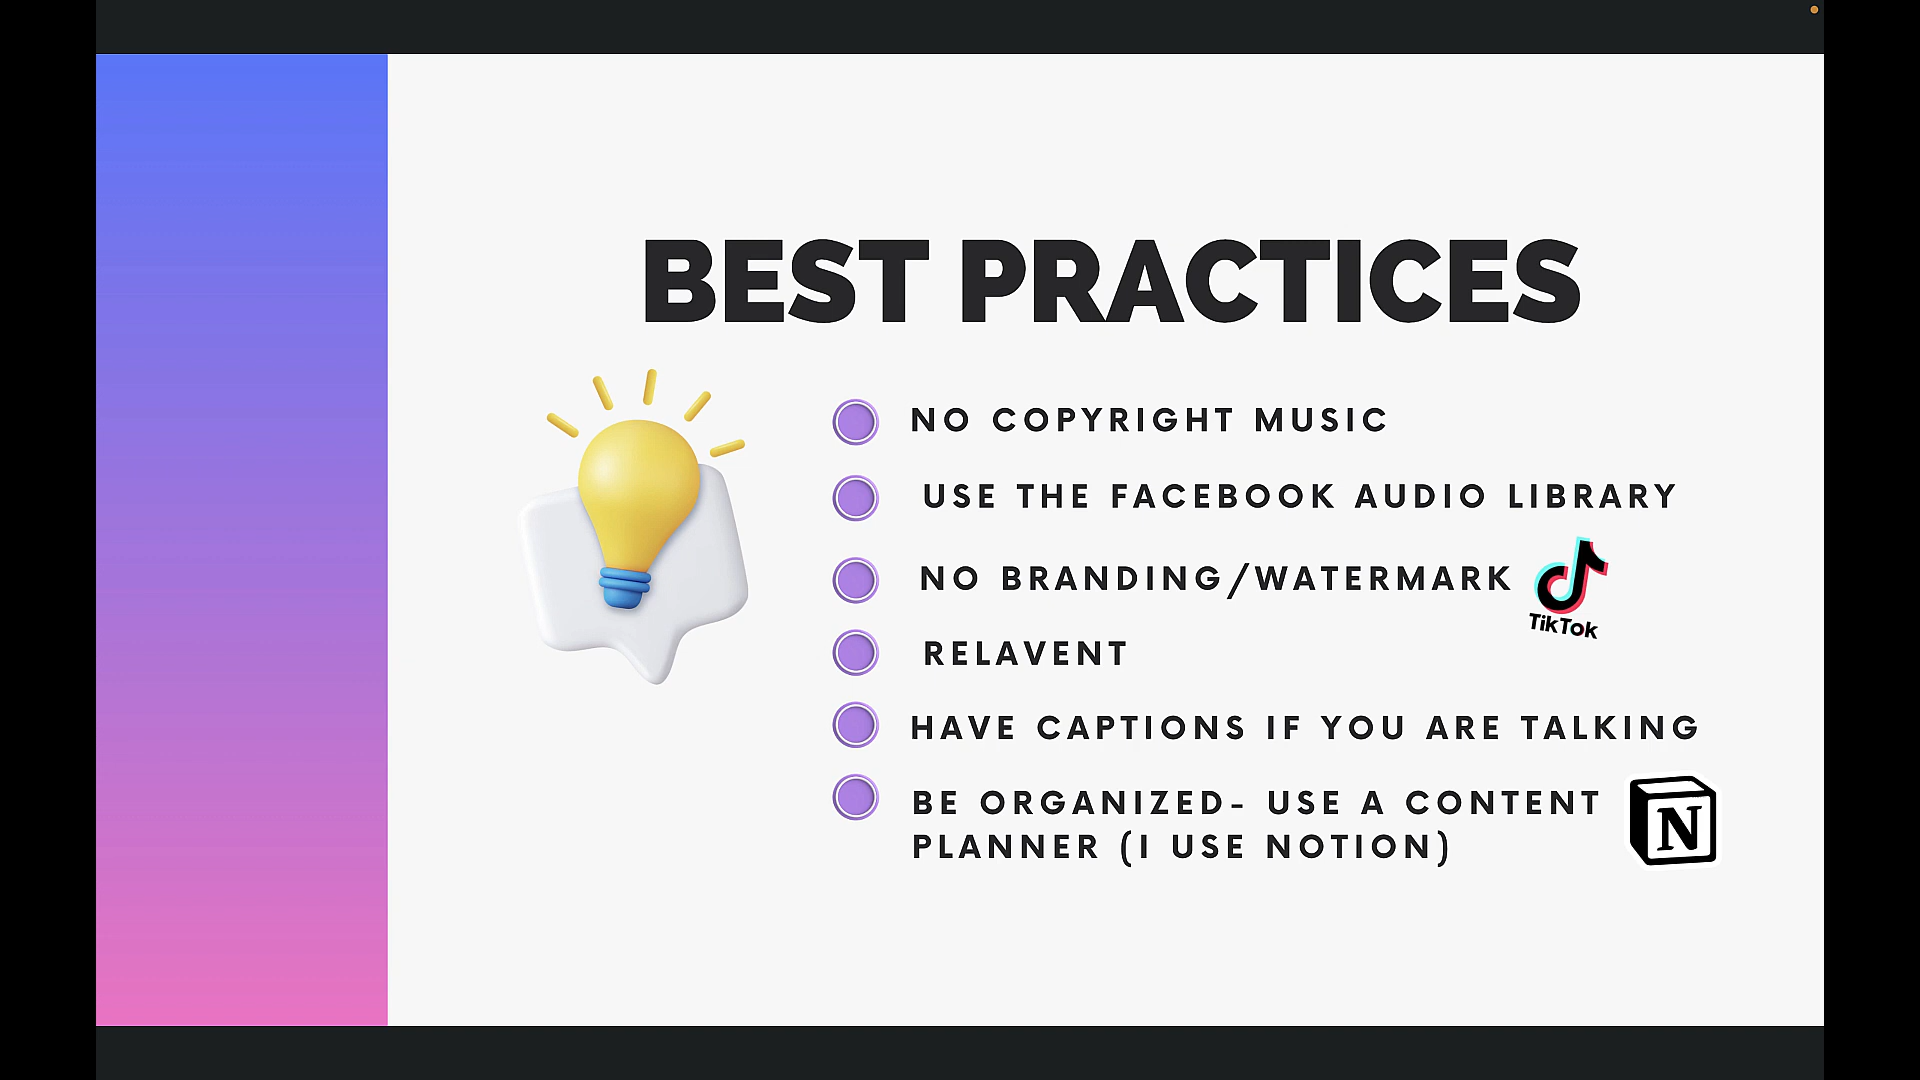 BEST PRACTICES
NO COPYRIGHT MUSIC
USE THE FACEBOOK AUDIO LIBRARY
NO BRANDING/WATERMARK
TikTok
RELAVENT
HAVE CAPTIONS IF YOU ARE TALKING
BE ORGANIZED- USE A CONTENT
PLANNER (I USE NOTION)
N